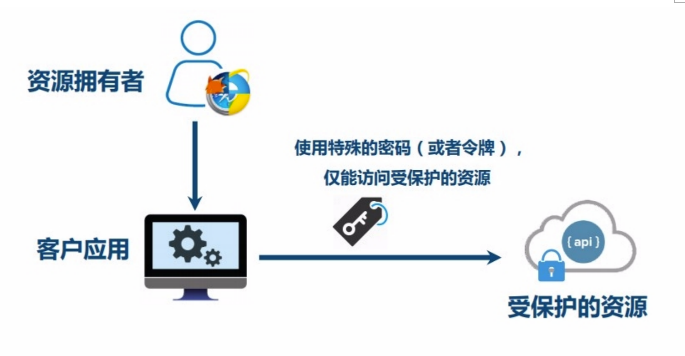 资源拥有者
使用特殊的密码（或者令牌），
仅能访问受保护的资源
客户应用
{api}
受保护的资源